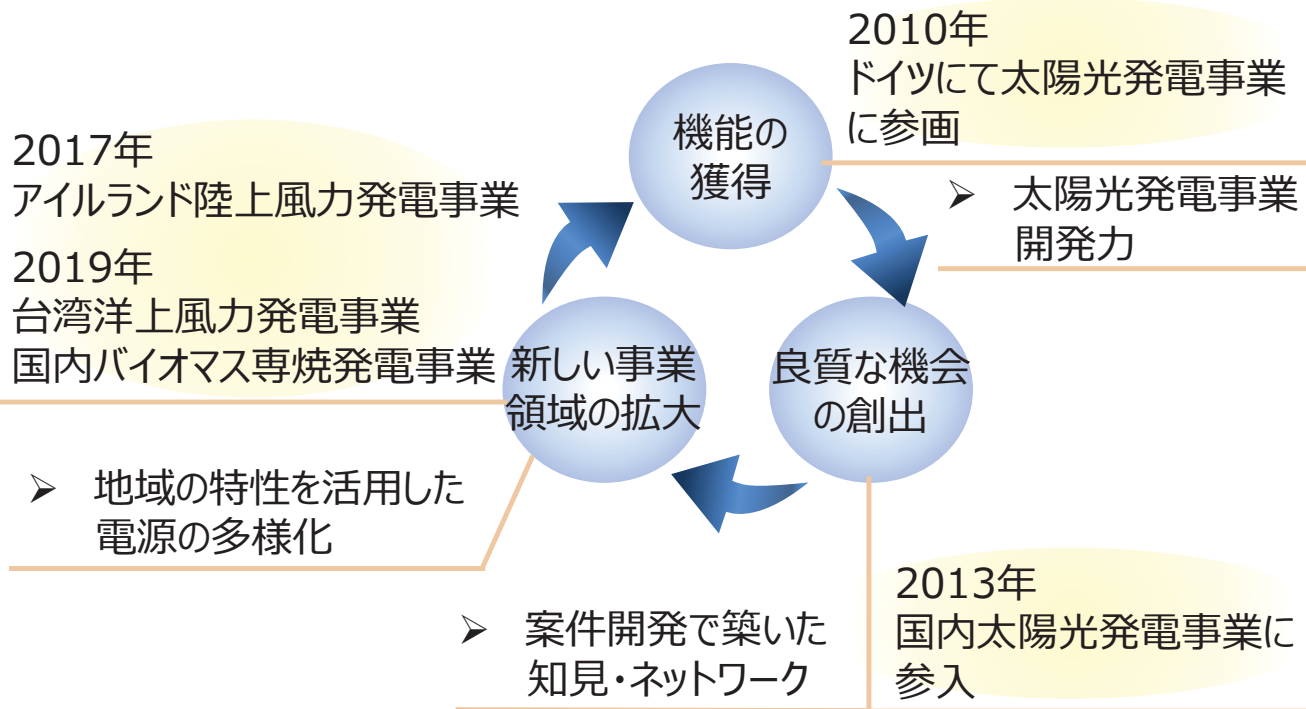 2010年
ドイツにて太陽光発電事業
に参画
機能の
獲得
➢ 太陽光発電事業
開発力
2017年
アイルランド陸上風力発電事業
2019年
台湾洋上風力発電事業
国内バイオマス専焼発電事業
新しい事業
領域の拡大
良質な機会
の創出
➢ 地域の特性を活用した
電源の多様化
2013年
国内太陽光発電事業に
参入
➢ 案件開発で築いた
知見・ネットワーク